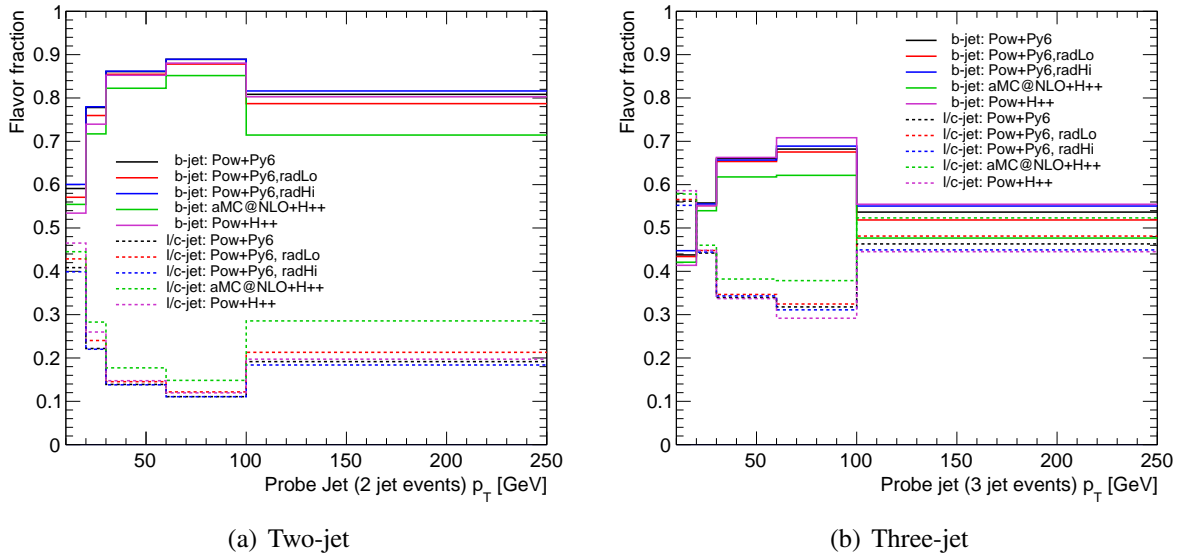 Flavor fraction
1
0.9
0.8
0.7
0.6
0.5
0.4
0.3
0.2
0.1
0
b-jet: Pow+Py6
b-jet: Pow+Py6,radLo
b-jet: Pow+Py6,radHi
b-jet: aMC@NLO+H++
b-jet: Pow+H++
l/c-jet: Pow+Py6
l/c-jet: Pow+Py6, radLo
l/c-jet: Pow+Py6, radHi
l/c-jet: aMC@NLO+H++
l/c-jet: Pow+H++
50 100 150 200 250
Probe Jet (2 jet events) p_T [GeV]
(a) Two-jet
Flavor fraction
1
0.9
0.8
0.7
0.6
0.5
0.4
0.3
0.2
0.1
0
b-jet: Pow+Py6
b-jet: Pow+Py6,radLo
b-jet: Pow+Py6,radHi
b-jet: aMC@NLO+H++
b-jet: Pow+H++
l/c-jet: Pow+Py6
l/c-jet: Pow+Py6, radLo
l/c-jet: Pow+Py6, radHi
l/c-jet: aMC@NLO+H++
l/c-jet: Pow+H++
50 100 150 200 250
Probe jet (3 jet events) p_T [GeV]
(b) Three-jet